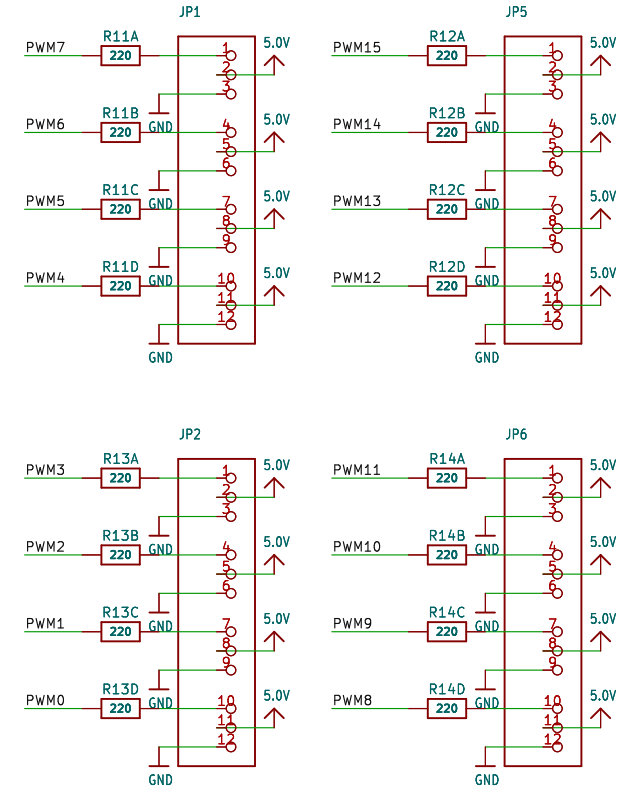 JP1 JP5
R11A 5.0V R12A 5.0V
PWM7 220 1 PWM15 220 1
2 2
3 3
R11B GND 5.0V R12B GND 5.0V
PWM6 220 4 PWM14 220 4
5 5
6 6
R11C GND 5.0V R12C GND 5.0V
PWM5 220 7 PWM13 220 7
8 8
9 9
R11D GND 5.0V R12D GND 5.0V
PWM4 220 10 PWM12 220 10
11 11
12 12
GND GND
JP2 JP6
R13A 5.0V R14A 5.0V
PWM3 220 1 PWM11 220 1
2 2
3 3
R13B GND 5.0V R14B GND 5.0V
PWM2 220 4 PWM10 220 4
5 5
6 6
R13C GND 5.0V R14C GND 5.0V
PWM1 220 7 PWM9 220 7
8 8
9 9
R13D GND 5.0V R14D GND 5.0V
PWM0 220 10 PWM8 220 10
11 11
12 12
GND GND